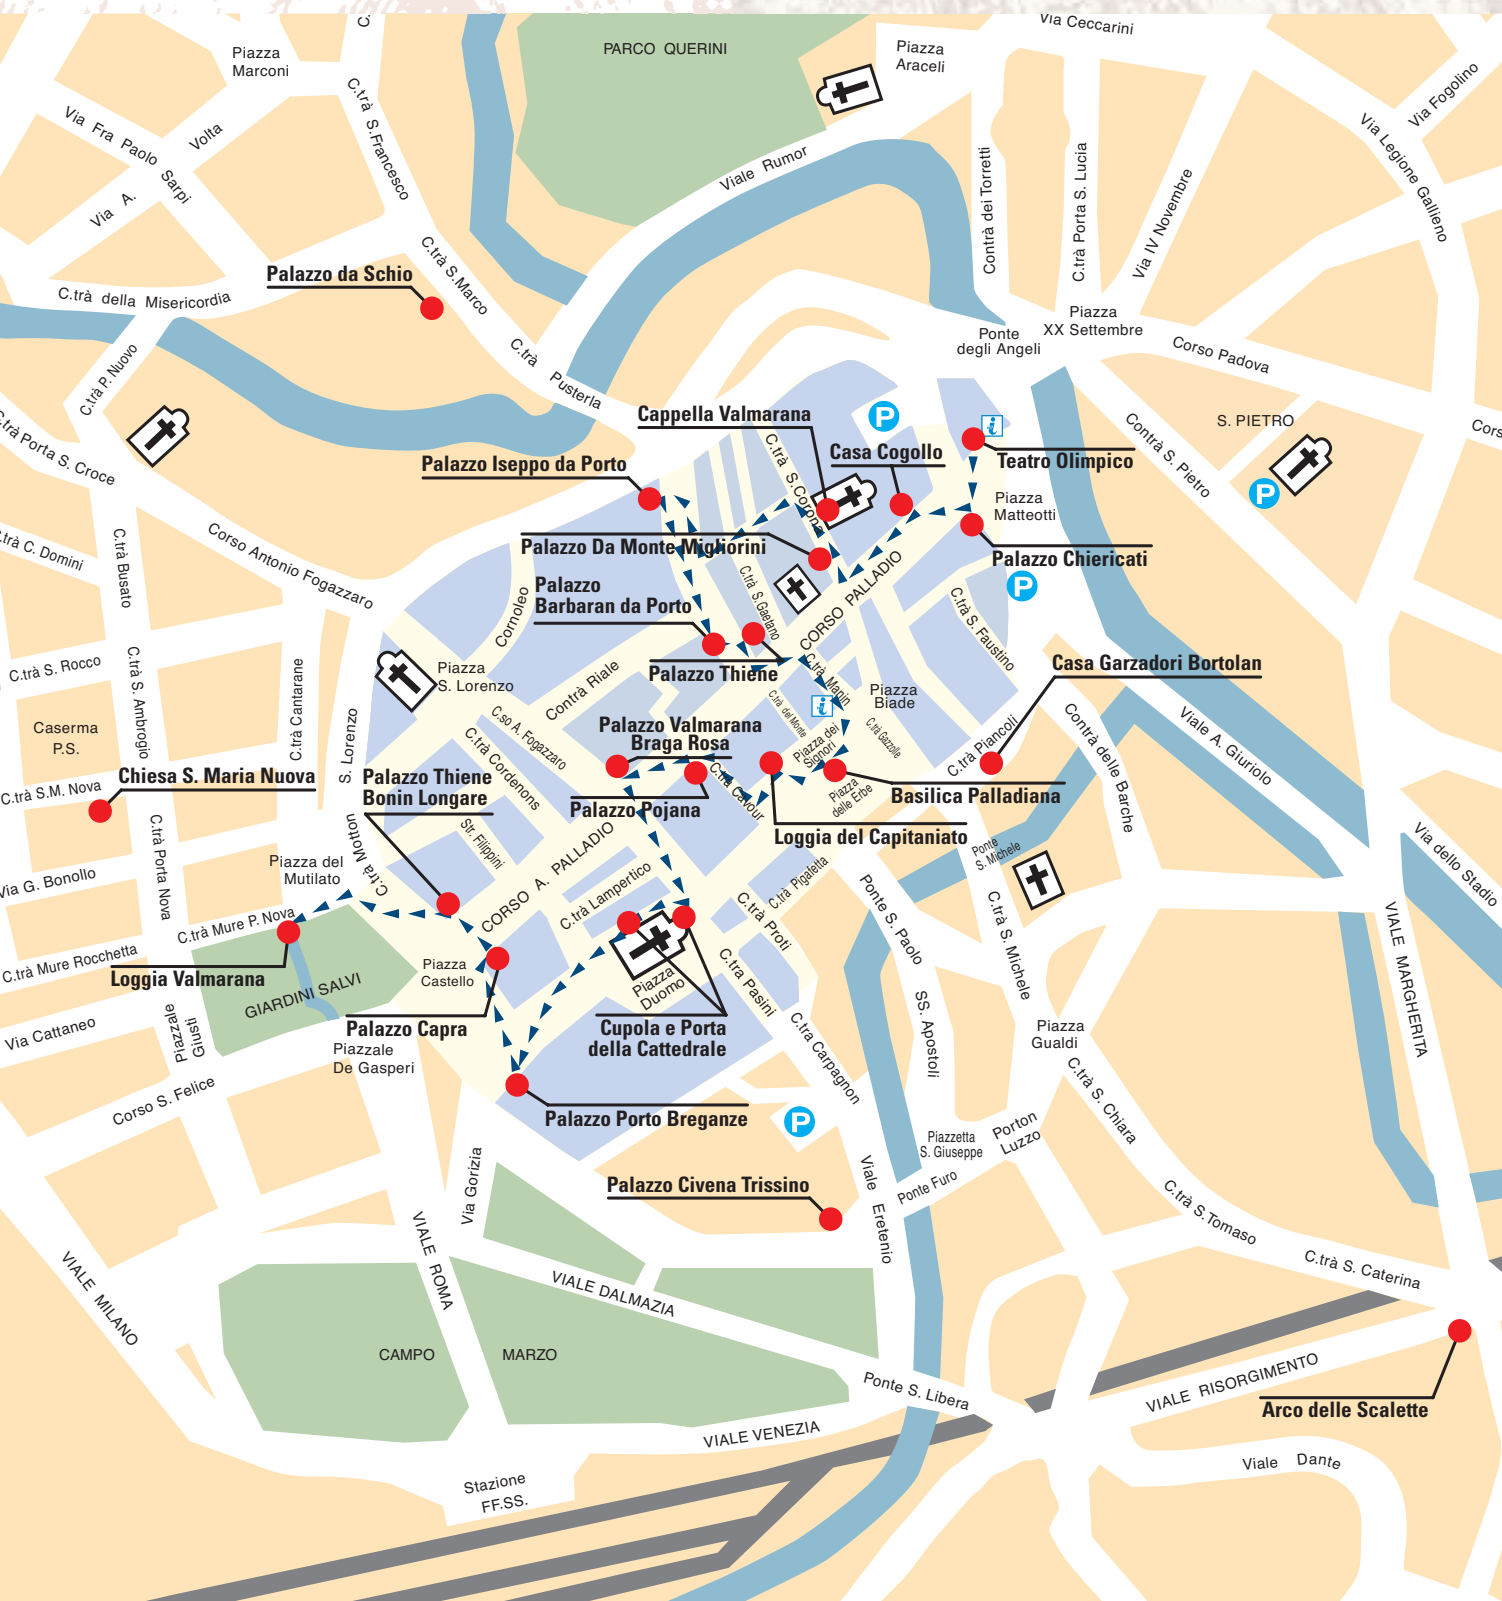 Piazza
Marconi
C.
PARCO QUERINI
Via Ceccarini
Piazza
Araceli
Via Fogolino
Via Legione Gallieno
Via Fra Paolo Sarpi
Via A. Volta
C.trà S.Francesco
Viale Rumor
Contrà dei Torretti
C.trà Porta S. Lucia
Via IV Novembre
Palazzo da Schio
C.trà S.Marco
C.trà della Misericordia
C.trà P. Nuovo
C.trà Pusterla
Ponte
degli Angeli
Piazza
XX Settembre
Corso Padova
Cors
C.trà Porta S. Croce
Cappella Valmarana
P
i
S. PIETRO
P
Contrà S. Pietro
Palazzo Iseppo da Porto
C.trà S.Corona
Casa Cogollo
Teatro Olimpico
Piazza
Matteotti
C.trà C. Domini
C.trà Busato
Corso Antonio Fogazzaro
Palazzo Da Monte Migliorini
Palazzo Chiericati
P
Palazzo
Barbaran da Porto
Cornoleo
C.trà S. Gaetano
CORSO PALLADIO
C.trà S. Faustino
C.trà S. Rocco
C.trà S. Ambrogio
C.trà Cantarane
Piazza
S. Lorenzo
Contrà Riale
Palazzo Thiene
C.trà Manin
Piazza
Biade
Casa Garzadori Bortolan
Caserma
P.S.
S. Lorenzo
C.so A. Fogazzaro
C.trà del Monte
i
C.trà Gazzolle
Palazzo Valmarana
Braga Rosa
Piazza dei
Signori
C.trà Piancoli
Contrà delle Barche
Viale A. Giuriolo
Chiesa S. Maria Nuova
C.trà S.M. Nova
Palazzo Thiene
Bonin Longare
C.trà Cordenons
C.trà Cavour
Piazza
delle Erbe
Basilica Palladiana
Palazzo Pojana
Loggia del Capitaniato
C.trà Porta Nova
C.trà Motton
Str. Filippini
CORSO A. PALLADIO
Ponte
S. Michele
Via dello Stadio
Via G. Bonollo
Piazza del
Mutilato
C.trà Lampertico
C.trà Proti
C.trà Pigafetta
Ponte S. Paolo
C.trà S. Michele
VIALE MARGHERITA
C.trà Mure P. Nova
C.trà Mure Rocchetta
Loggia Valmarana
GIARDINI SALVI
Piazza
Castello
Piazza
Duomo
C.tra Pasini
Via Cattaneo
Piazzale
Giusti
Palazzo Capra
Piazzale
De Gasperi
Cupola e Porta
della Cattedrale
C.tra Carpagnon
SS. Apostoli
Piazza
Gualdi
C.trà S. Chiara
Corso S. Felice
Palazzo Porto Breganze
P
Piazzetta
S. Giuseppe
Porton
Luzzo
Via Gorizia
Palazzo Civena Trissino
Viale Eretenio
Ponte Furo
C.trà S.Tomaso
C.trà S. Caterina
VIALE MILANO
VIALE ROMA
VIALE DALMAZIA
CAMPO MARZO
Ponte S. Libera
VIALE RISORGIMENTO
Arco delle Scalette
VIALE VENEZIA
Viale Dante
Stazione
FF.SS.